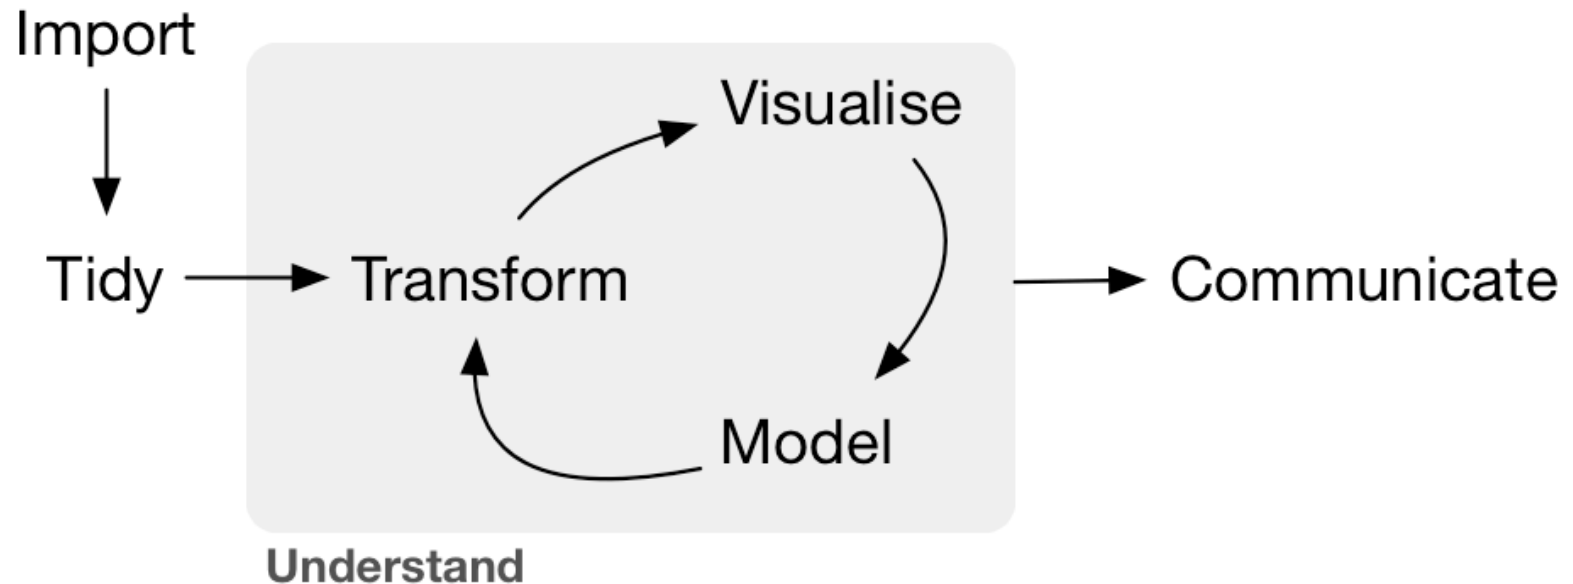 Import
Visualise
Tidy
Transform
Communicate
Model
Understand